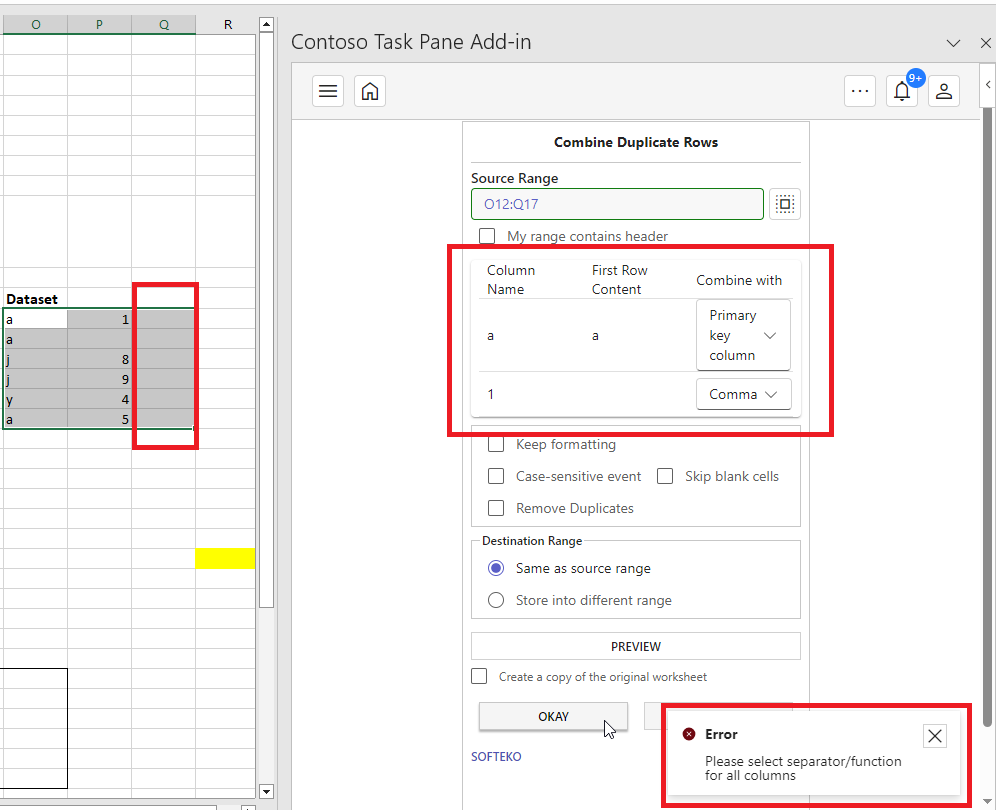 O P Q R
Dataset
a 1
a
j 8
j 9
y 4
a 5
Contoso Task Pane Add-in
9+
Combine Duplicate Rows
Source Range
O12:Q17
My range contains header
Column
Name
First Row
Content
Combine with
a a
Primary
key
column
1
Comma
Keep formatting
Case-sensitive event Skip blank cells
Remove Duplicates
Destination Range
Same as source range
Store into different range
PREVIEW
Create a copy of the original worksheet
OKAY
SOFTEKO
Error
Please select separator/function
for all columns